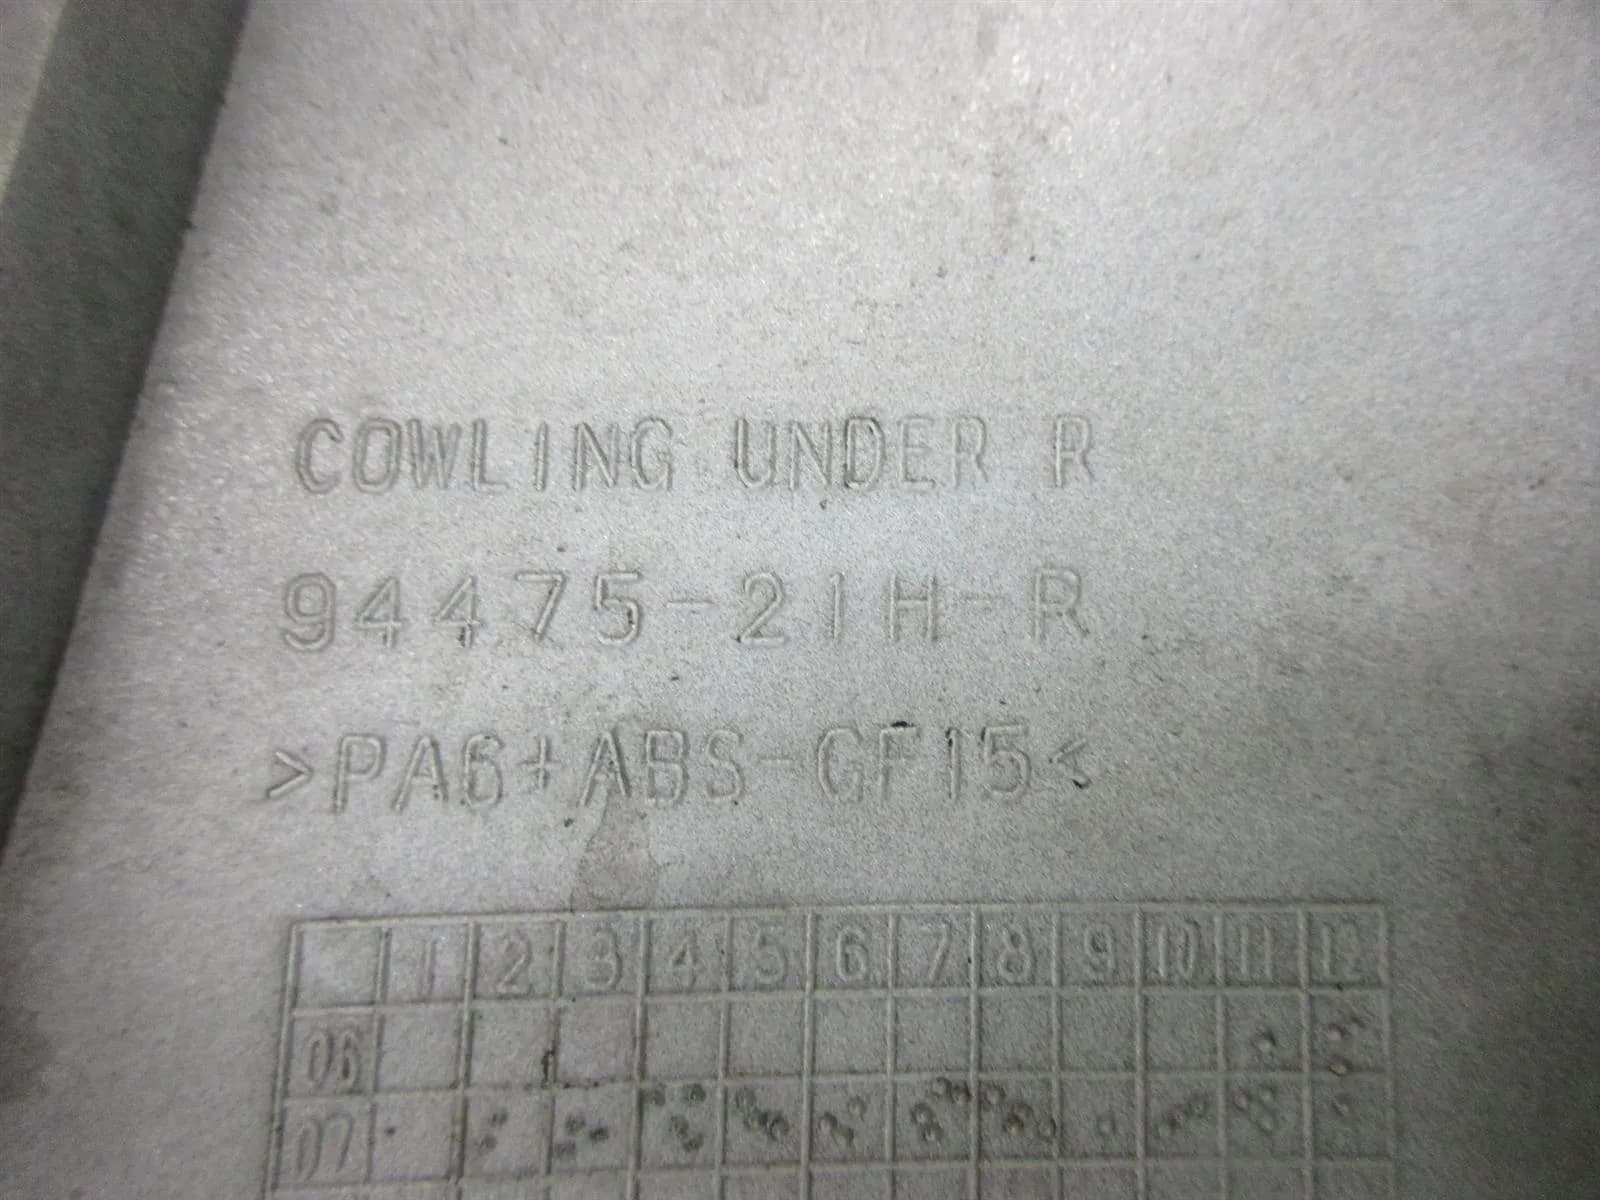 COWLING UNDER R
94475-21H-R
>PA6+ABS-GF15<
1 2 3 4 5 6 7 8 9 10 11 12
06
07